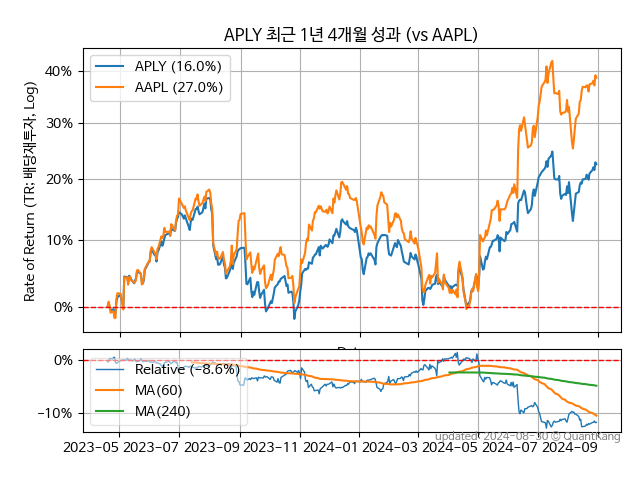 APLY 최근 1년 4개월 성과 (vs AAPL)
APLY (16.0%)
AAPL (27.0%)
Rate of Return (TR: 배당재투자, Log)
40%
30%
20%
10%
0%
0%
−10%
Relative (−8.6%)
MA(60)
MA(240)
updated: 2024-08-30 © QuantKang
2023-05 2023-07 2023-09 2023-11 2024-01 2024-03 2024-05 2024-07 2024-09